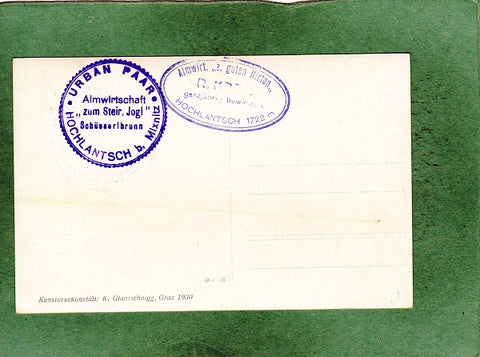 URBAN PAAR
Almwirtschaft
"zum Steir. Jogl"
Schüsserlbrunn
HOCHLANTSCH b. Mixnitz
Almwirt. "z. guten Hirten"
ganzjährig bewirtsch.
HOCHLANTSCH 1722 m
Kunstdruckanstalt: K. Glantschnigg, Graz 1930